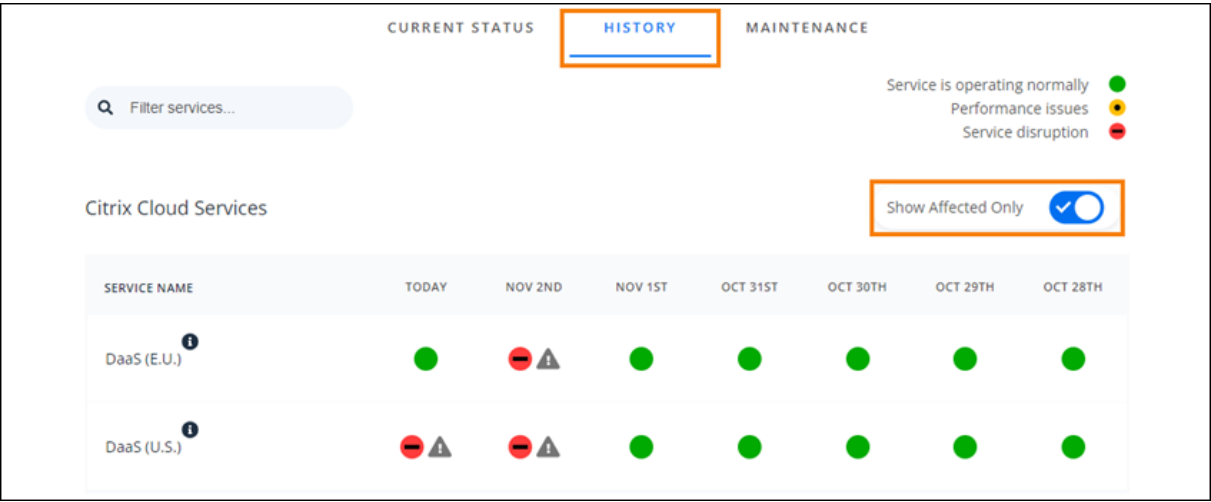 CURRENT STATUS HISTORY MAINTENANCE
Filter services...
Service is operating normally
Performance issues
Service disruption
Citrix Cloud Services
Show Affected Only
SERVICE NAME TODAY NOV 2ND NOV 1ST OCT 31ST OCT 30TH OCT 29TH OCT 28TH
DaaS (E.U.)
DaaS (U.S.)